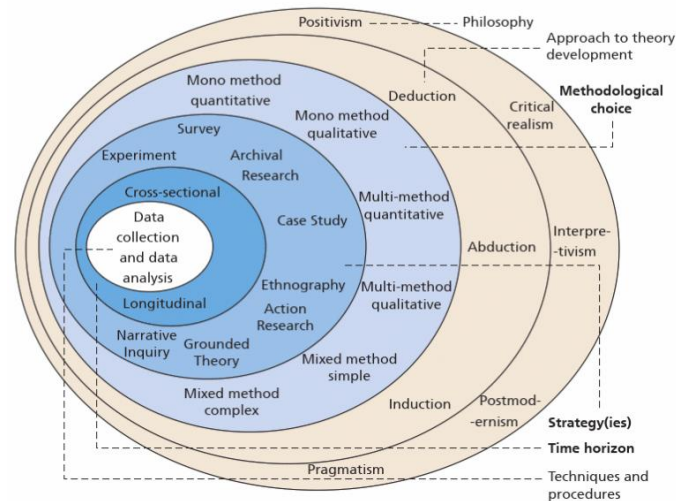 Positivism
Philosophy
Approach to theory
development
Mono method
quantitative
Deduction
Methodological
choice
Mono method
qualitative
Critical
realism
Survey
Experiment
Archival
Research
Cross-sectional
Multi-method
quantitative
Case Study
Data
collection
and data
analysis
Abduction
Interpre-
-tivism
Longitudinal
Ethnography
Multi-method
qualitative
Action
Research
Narrative
Inquiry
Grounded
Theory
Mixed method
simple
Mixed method
complex
Induction
Postmod-
-ernism
Strategy(ies)
Time horizon
Pragmatism
Techniques and
procedures